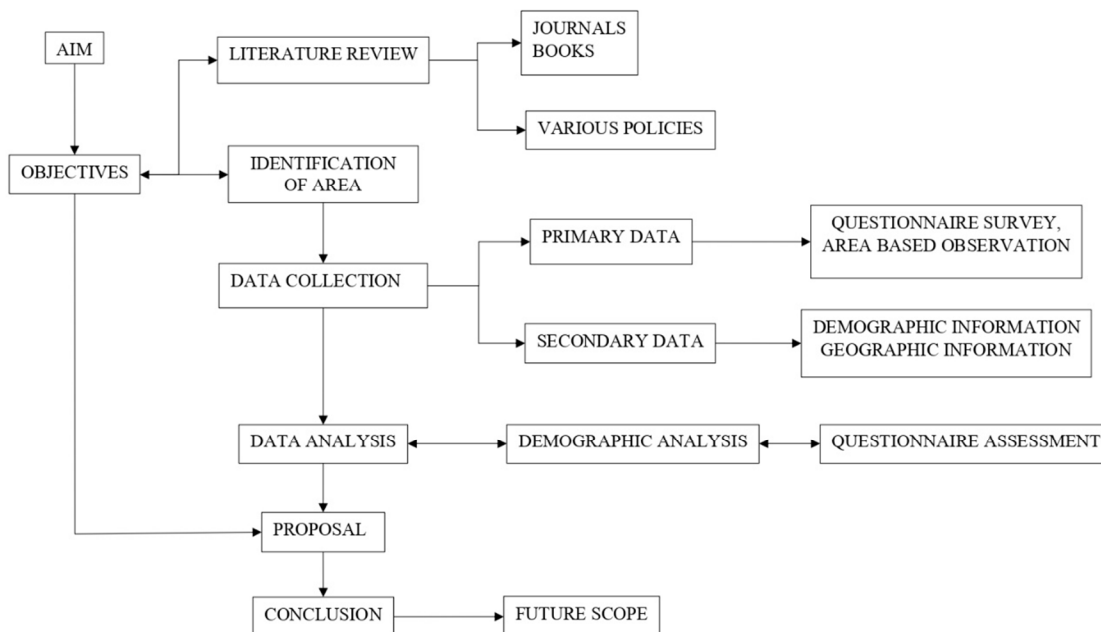 AIM
LITERATURE REVIEW
JOURNALS
BOOKS
VARIOUS POLICIES
OBJECTIVES
IDENTIFICATION
OF AREA
PRIMARY DATA
QUESTIONNAIRE SURVEY,
AREA BASED OBSERVATION
DATA COLLECTION
SECONDARY DATA
DEMOGRAPHIC INFORMATION
GEOGRAPHIC INFORMATION
DATA ANALYSIS
DEMOGRAPHIC ANALYSIS
QUESTIONNAIRE ASSESSMENT
PROPOSAL
CONCLUSION
FUTURE SCOPE